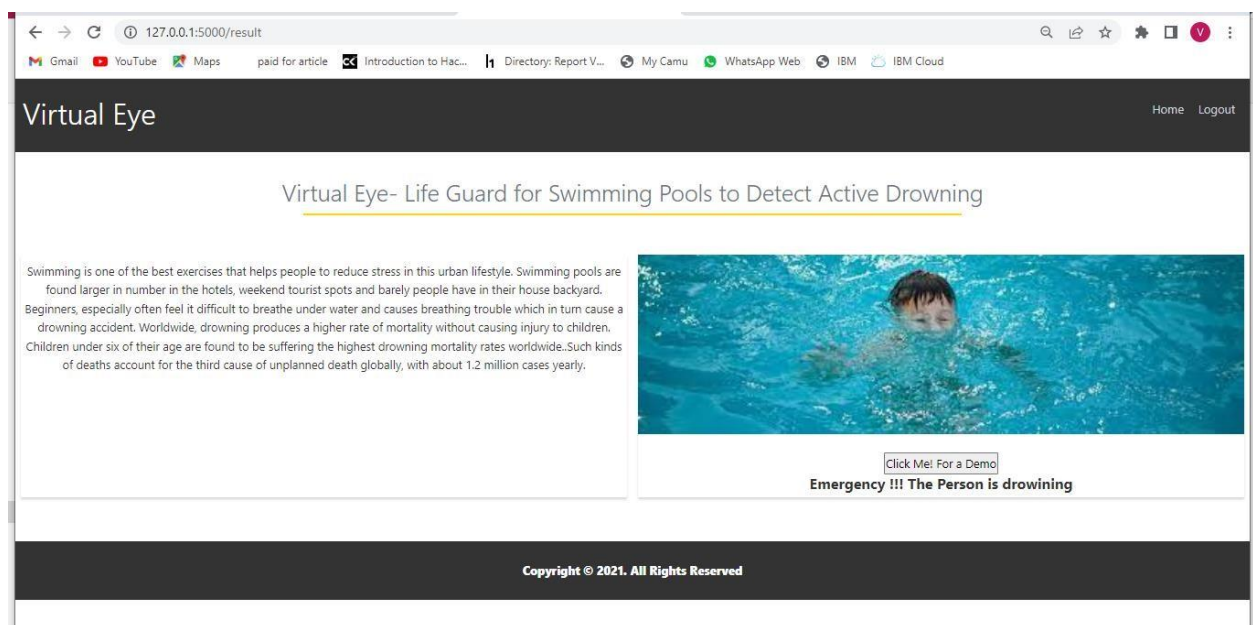 127.0.0.1:5000/result
V
Gmail YouTube Maps paid for article CC Introduction to Hac... h1 Directory: Report V... My Camu WhatsApp Web IBM IBM Cloud
Virtual Eye
Home Logout
Virtual Eye- Life Guard for Swimming Pools to Detect Active Drowning
Swimming is one of the best exercises that helps people to reduce stress in this urban lifestyle. Swimming pools are
found larger in number in the hotels, weekend tourist spots and barely people have in their house backyard.
Beginners, especially often feel it difficult to breathe under water and causes breathing trouble which in turn cause a
drowning accident. Worldwide, drowning produces a higher rate of mortality without causing injury to children.
Children under six of their age are found to be suffering the highest drowning mortality rates worldwide..Such kinds
of deaths account for the third cause of unplanned death globally, with about 1.2 million cases yearly.
Click Me! For a Demo
Emergency !!! The Person is drowining
Copyright © 2021. All Rights Reserved